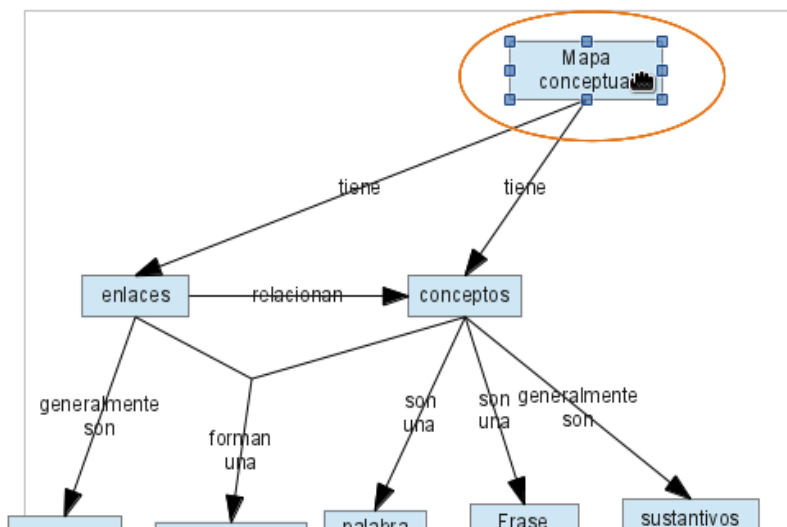 Mapa
conceptual
tiene
tiene
enlaces
relacionan
conceptos
generalmente
son
forman
una
son
una
son
una
generalmente
son
palabra
Frase
sustantivos